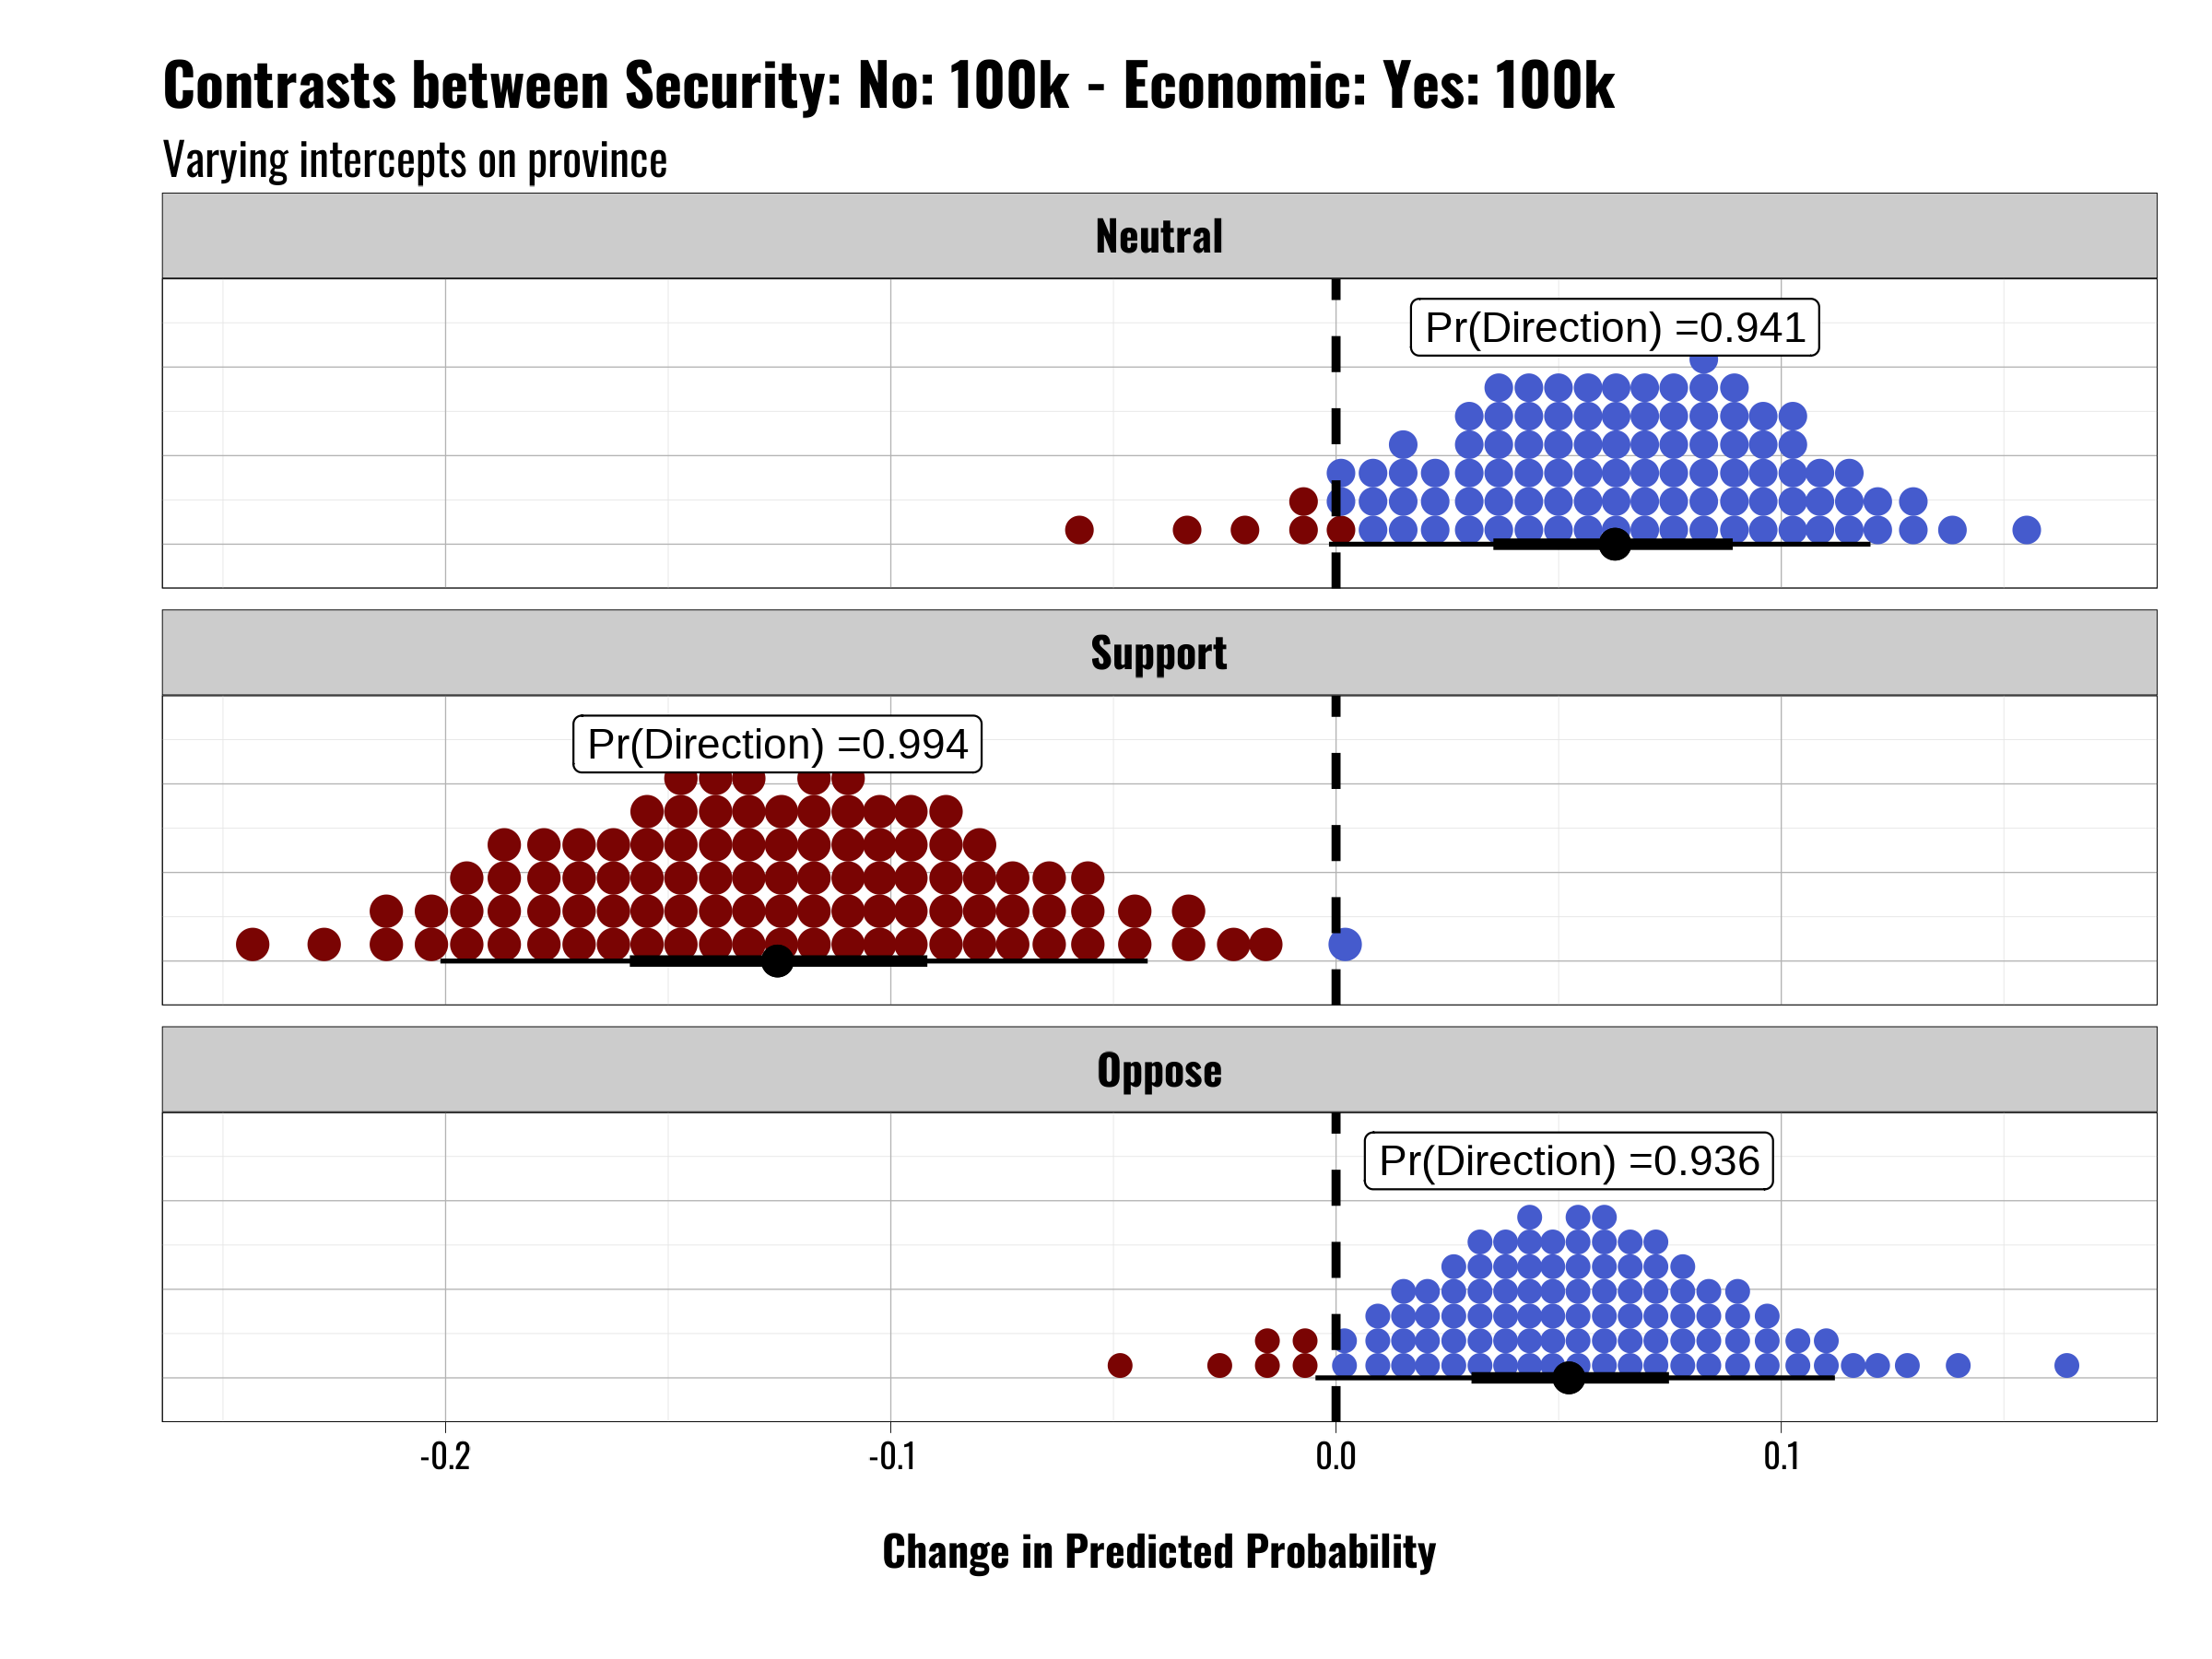 Contrasts between Security: No: 100k - Economic: Yes: 100k
Varying intercepts on province
Neutral
Pr(Direction) =0.941
Support
Pr(Direction) =0.994
Oppose
Pr(Direction) =0.936
-0.2 -0.1 0.0 0.1
Change in Predicted Probability